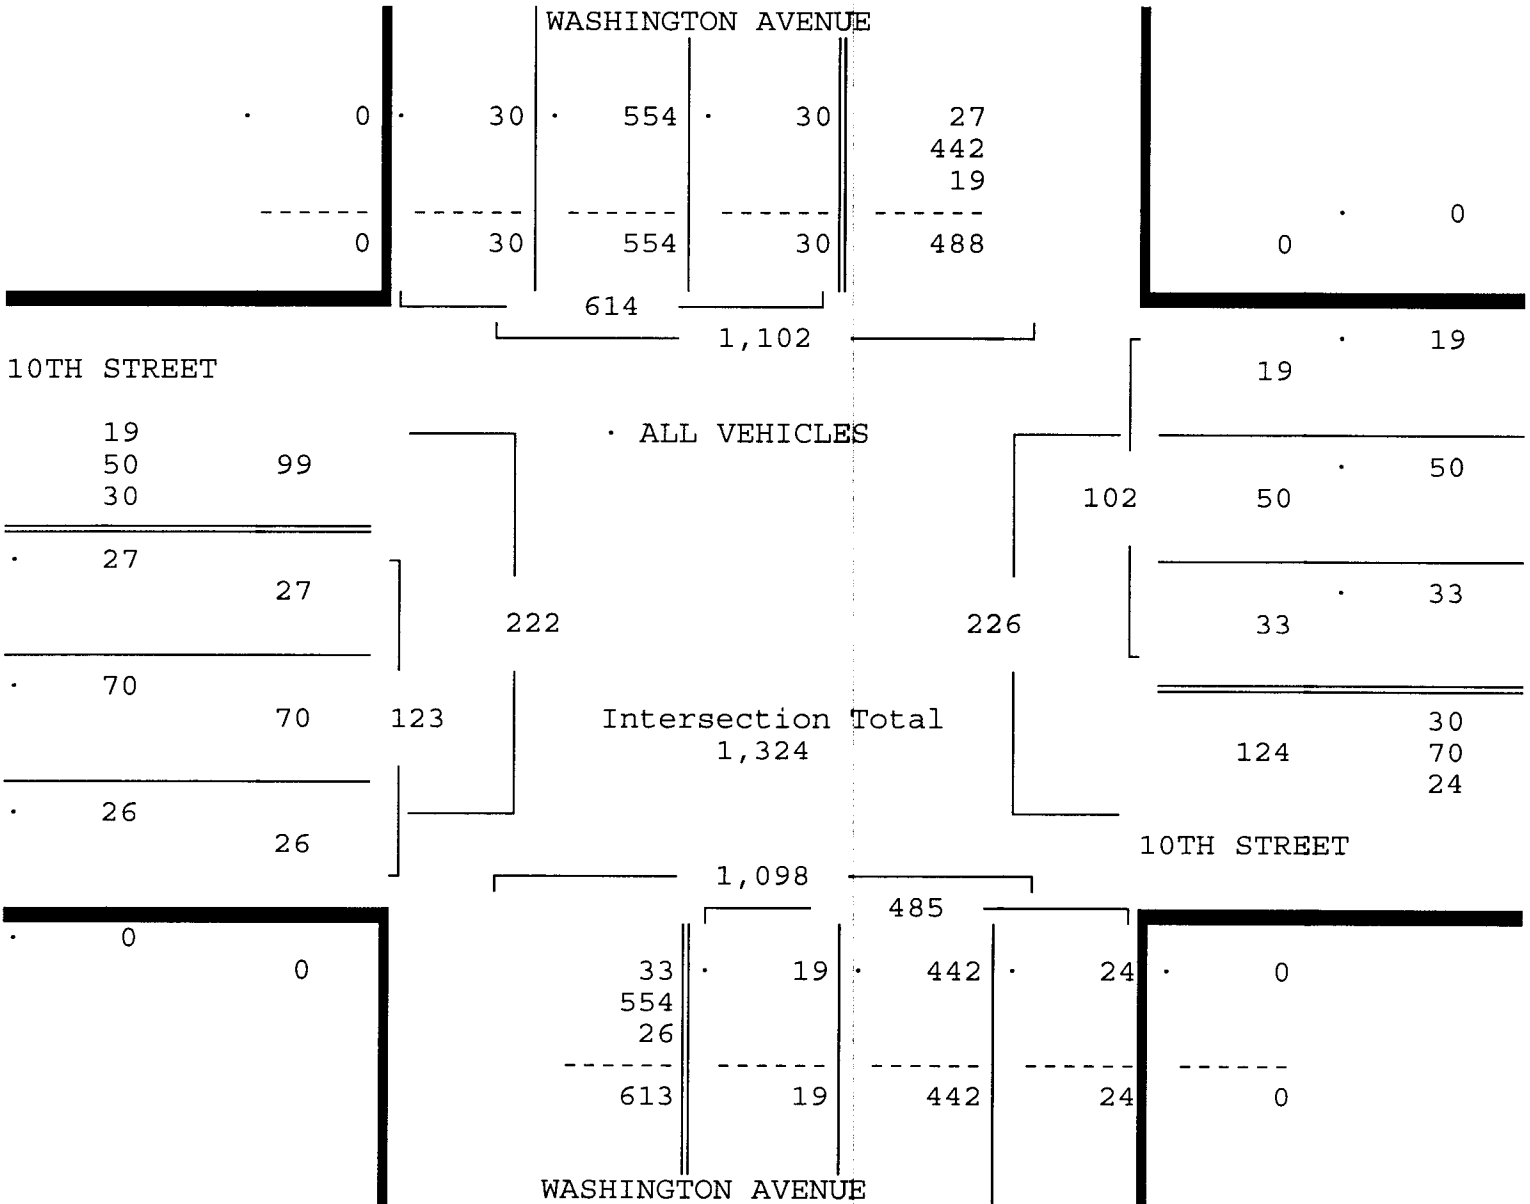 WASHINGTON AVENUE
· 0 · 30 · 554 · 30 27
442
19
------ ------ ------ ------ ------
0 30 554 30 488
· 0
0
614
1,102
10TH STREET
· 19
19
19
50 99
30
· ALL VEHICLES
· 50
102 50
· 27
27
222
226
· 33
33
· 70
70 123
Intersection Total
1,324
30
124 70
24
· 26
26
10TH STREET
1,098
485
· 0
0
33 · 19 · 442 · 24 · 0
554
26
------ ------ ------ ------ ------
613 19 442 24 0
WASHINGTON AVENUE